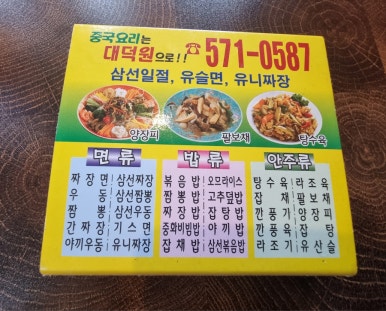 중국요리는
대덕원으로!! ☎571-0587
삼선일절, 유슬면, 유니짜장
양장피 팔보채 탕수육
면류 밥류 안주류
짜장면 삼선짜장 볶음밥 오므라이스 탕수육 라조육
우동 삼선짬뽕 짬뽕밥 고추덮밥 잡채 팔보채
짬뽕 삼선우동 짜장밥 잡탕밥 깐풍기 양장피
간짜장 기스면 중화비빔밥 야끼밥 깐풍육 잡탕
야끼우동 유니짜장 잡채밥 삼선볶음밥 라조기 유산슬